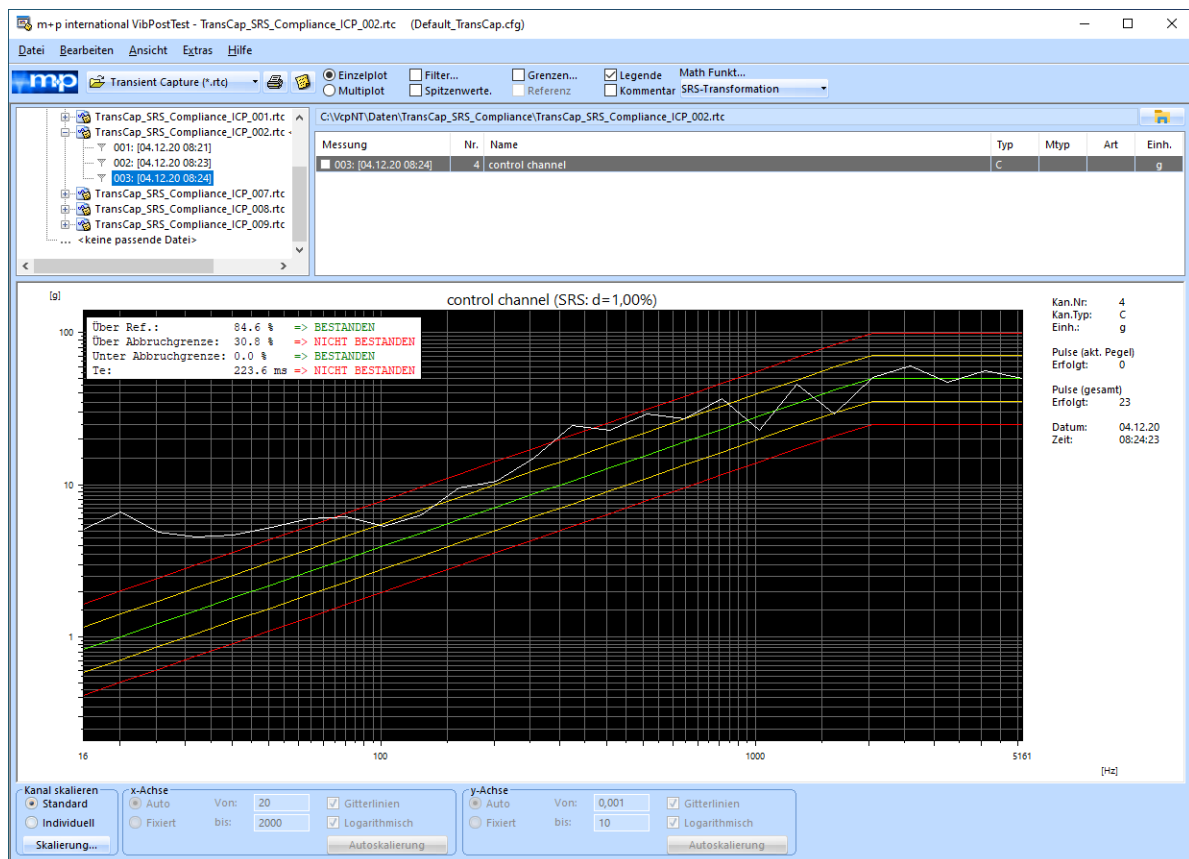 m+p international VibPostTest - TransCap_SRS_Compliance_ICP_002.rtc (Default_TransCap.cfg)
Datei Bearbeiten Ansicht Extras Hilfe
m+p Transient Capture (*.rtc) Einzelplot Filter... Grenzen... Legende Math Funkt...
Multiplot Spitzenwerte. Referenz Kommentar SRS-Transformation
TransCap_SRS_Compliance_ICP_001.rtc
TransCap_SRS_Compliance_ICP_002.rtc <
001: [04.12.20 08:21]
002: [04.12.20 08:23]
003: [04.12.20 08:24]
TransCap_SRS_Compliance_ICP_007.rtc
TransCap_SRS_Compliance_ICP_008.rtc
TransCap_SRS_Compliance_ICP_009.rtc
... <keine passende Datei>
C:\VcpNT\Daten\TransCap_SRS_Compliance\TransCap_SRS_Compliance_ICP_002.rtc
Messung Nr. Name Typ Mtyp Art Einh.
003: [04.12.20 08:24] 4 control channel C g
[g]
control channel (SRS: d=1,00%)
Über Ref.: 84.6 % => BESTANDEN
Über Abbruchgrenze: 30.8 % => NICHT BESTANDEN
Unter Abbruchgrenze: 0.0 % => BESTANDEN
Te: 223.6 ms => NICHT BESTANDEN
100
10
1
16 100 1000 5161
[Hz]
Kan.Nr: 4
Kan.Typ: C
Einh.: g
Pulse (akt. Pegel)
Erfolgt: 0
Pulse (gesamt)
Erfolgt: 23
Datum: 04.12.20
Zeit: 08:24:23
Kanal skalieren
Standard
Individuell
Skalierung...
x-Achse
Auto Von: 20 Gitterlinien
Fixiert bis: 2000 Logarithmisch
Autoskalierung
y-Achse
Auto Von: 0,001 Gitterlinien
Fixiert bis: 10 Logarithmisch
Autoskalierung